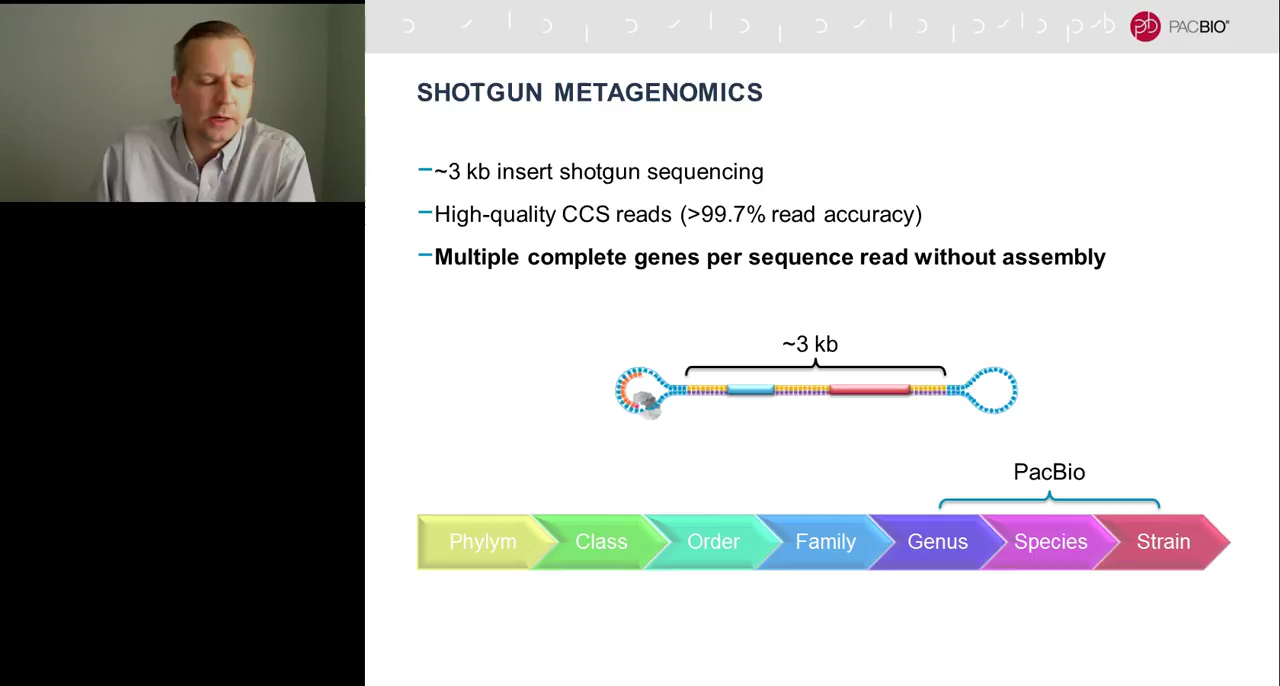 PACBIO®
SHOTGUN METAGENOMICS
–~3 kb insert shotgun sequencing
–High-quality CCS reads (>99.7% read accuracy)
–Multiple complete genes per sequence read without assembly
~3 kb
PacBio
Phylym Class Order Family Genus Species Strain